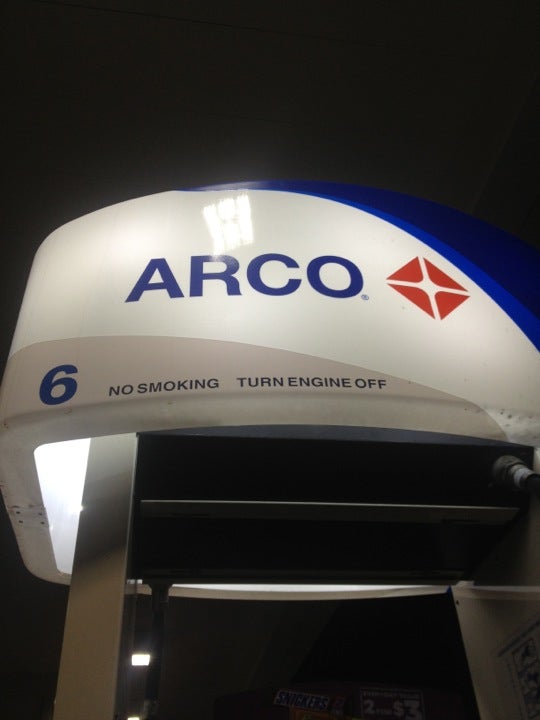 ARCO®
6 NO SMOKING TURN ENGINE OFF
SNICKERS 2 FOR $3